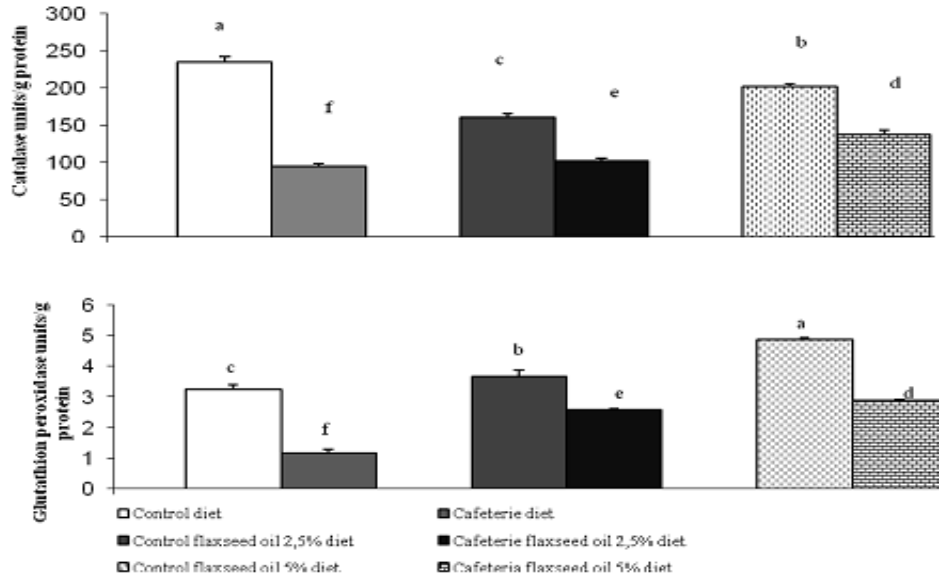 300
a
250
b
c
200
d
e
f
150
100
50
0
Catalase units/g protein
6
a
5
b
4
c
e
d
3
f
2
1
0
Glutathion peroxidase units/g
protein
Control diet
Cafeterie diet
Control flaxseed oil 2,5% diet
Cafeterie flaxseed oil 2,5% diet
Control flaxseed oil 5% diet
Cafeteria flaxseed oil 5% diet